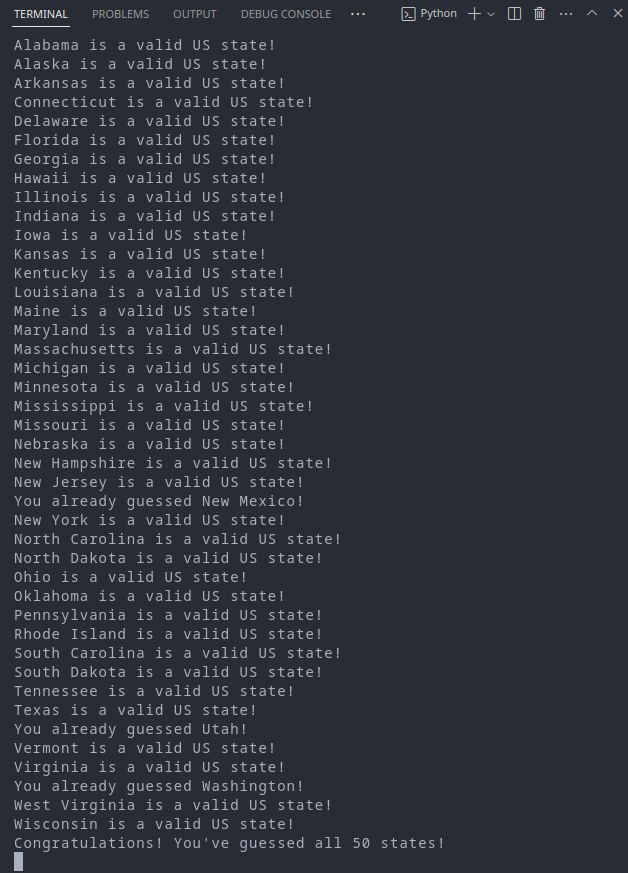 TERMINAL PROBLEMS OUTPUT DEBUG CONSOLE ··· Python ···
Alabama is a valid US state!
Alaska is a valid US state!
Arkansas is a valid US state!
Connecticut is a valid US state!
Delaware is a valid US state!
Florida is a valid US state!
Georgia is a valid US state!
Hawaii is a valid US state!
Illinois is a valid US state!
Indiana is a valid US state!
Iowa is a valid US state!
Kansas is a valid US state!
Kentucky is a valid US state!
Louisiana is a valid US state!
Maine is a valid US state!
Maryland is a valid US state!
Massachusetts is a valid US state!
Michigan is a valid US state!
Minnesota is a valid US state!
Mississippi is a valid US state!
Missouri is a valid US state!
Nebraska is a valid US state!
New Hampshire is a valid US state!
New Jersey is a valid US state!
You already guessed New Mexico!
New York is a valid US state!
North Carolina is a valid US state!
North Dakota is a valid US state!
Ohio is a valid US state!
Oklahoma is a valid US state!
Pennsylvania is a valid US state!
Rhode Island is a valid US state!
South Carolina is a valid US state!
South Dakota is a valid US state!
Tennessee is a valid US state!
Texas is a valid US state!
You already guessed Utah!
Vermont is a valid US state!
Virginia is a valid US state!
You already guessed Washington!
West Virginia is a valid US state!
Wisconsin is a valid US state!
Congratulations! You've guessed all 50 states!